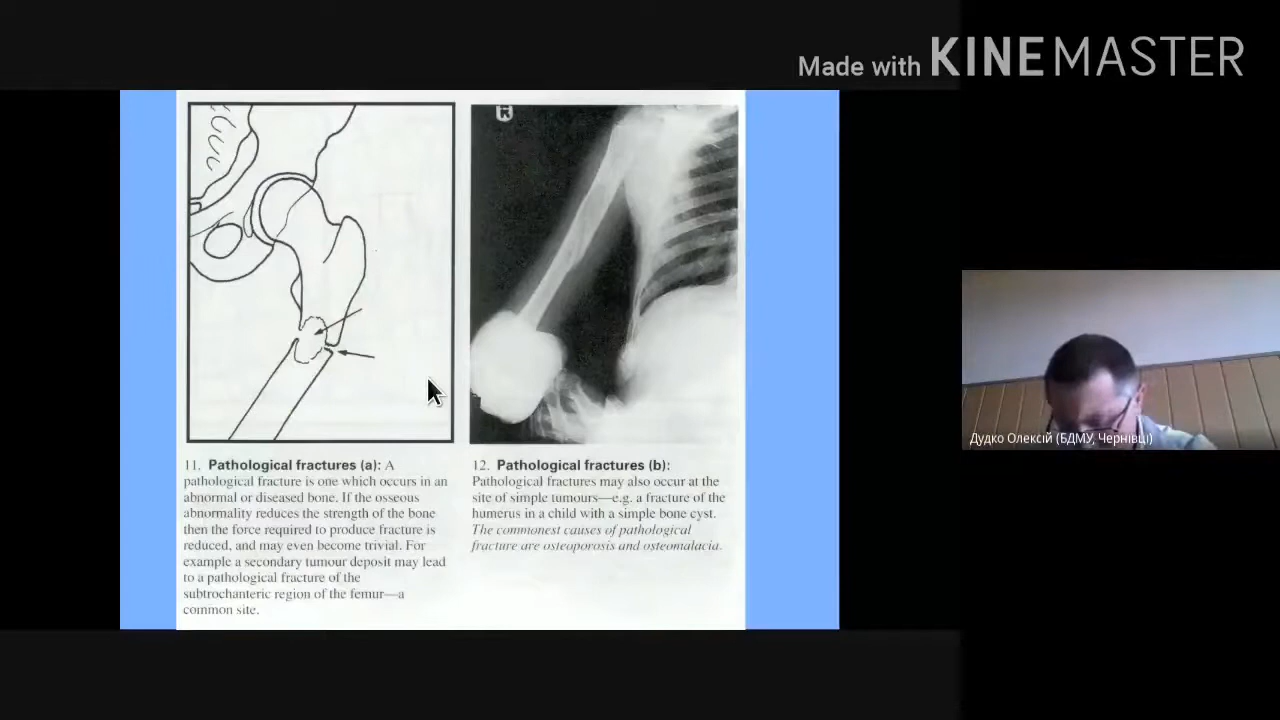 Made with KINEMASTER
11. Pathological fractures (a): A
pathological fracture is one which occurs in an
abnormal or diseased bone. If the osseous
abnormality reduces the strength of the bone
then the force required to produce fracture is
reduced, and may even become trivial. For
example a secondary tumour deposit may lead
to a pathological fracture of the
subtrochanteric region of the femur—a
common site.
12. Pathological fractures (b):
Pathological fractures may also occur at the
site of simple tumours—e.g. a fracture of the
humerus in a child with a simple bone cyst.
The commonest causes of pathological
fracture are osteoporosis and osteomalacia.
Дудко Олексій (БДМУ, Чернівці)